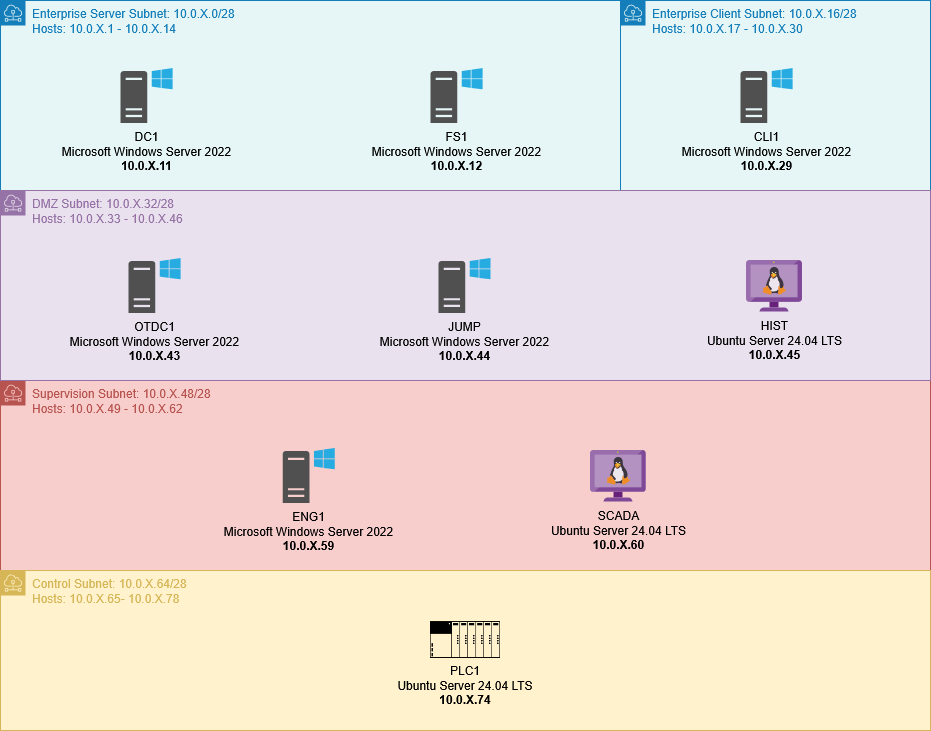 Enterprise Server Subnet: 10.0.X.0/28
Hosts: 10.0.X.1 - 10.0.X.14
Enterprise Client Subnet: 10.0.X.16/28
Hosts: 10.0.X.17 - 10.0.X.30
DC1
Microsoft Windows Server 2022
10.0.X.11
FS1
Microsoft Windows Server 2022
10.0.X.12
CLI1
Microsoft Windows Server 2022
10.0.X.29
DMZ Subnet: 10.0.X.32/28
Hosts: 10.0.X.33 - 10.0.X.46
OTDC1
Microsoft Windows Server 2022
10.0.X.43
JUMP
Microsoft Windows Server 2022
10.0.X.44
HIST
Ubuntu Server 24.04 LTS
10.0.X.45
Supervision Subnet: 10.0.X.48/28
Hosts: 10.0.X.49 - 10.0.X.62
ENG1
Microsoft Windows Server 2022
10.0.X.59
SCADA
Ubuntu Server 24.04 LTS
10.0.X.60
Control Subnet: 10.0.X.64/28
Hosts: 10.0.X.65- 10.0.X.78
PLC1
Ubuntu Server 24.04 LTS
10.0.X.74